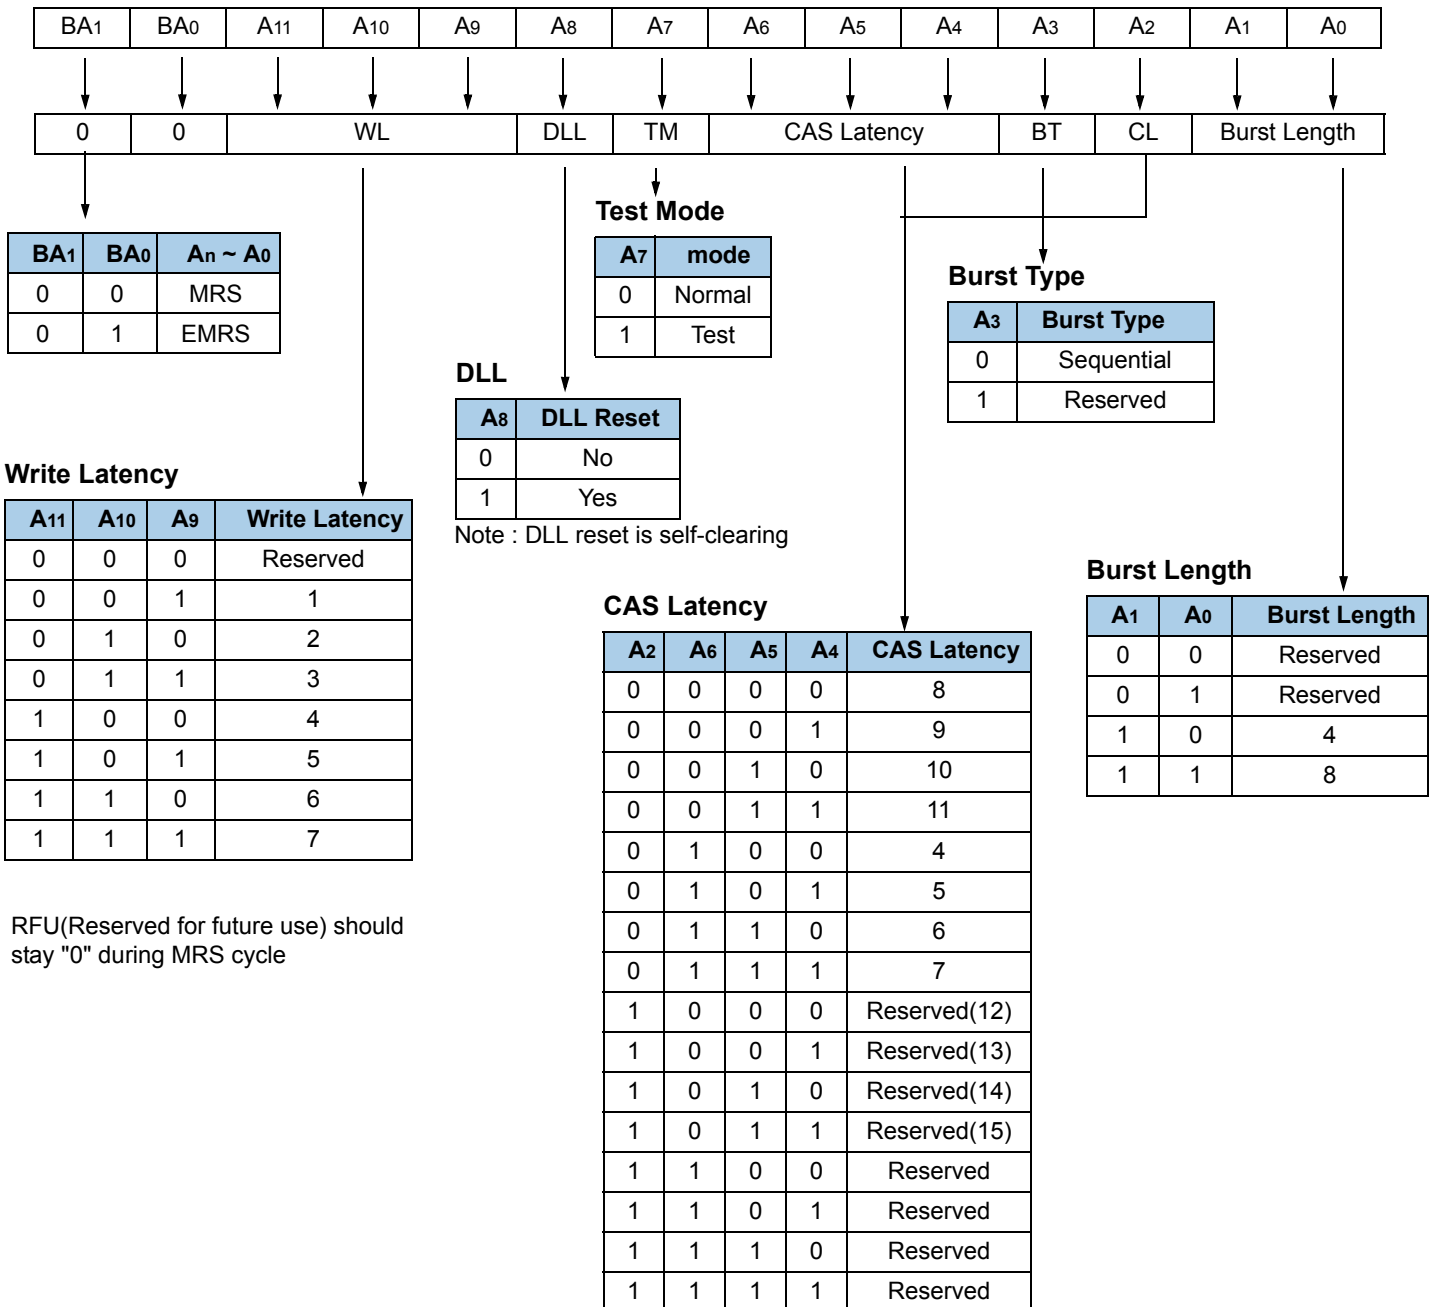 BA1 BA0 A11 A10 A9 A8 A7 A6 A5 A4 A3 A2 A1 A0
0 0 WL DLL TM CAS Latency BT CL Burst Length
BA1 BA0 An ~ A0
0 0 MRS
0 1 EMRS
Test Mode
A7 mode
0 Normal
1 Test
Burst Type
A3 Burst Type
0 Sequential
1 Reserved
DLL
A8 DLL Reset
0 No
1 Yes
Note : DLL reset is self-clearing
Write Latency
A11 A10 A9 Write Latency
0 0 0 Reserved
0 0 1 1
0 1 0 2
0 1 1 3
1 0 0 4
1 0 1 5
1 1 0 6
1 1 1 7
RFU(Reserved for future use) should
stay "0" during MRS cycle
CAS Latency
A2 A6 A5 A4 CAS Latency
0 0 0 0 8
0 0 0 1 9
0 0 1 0 10
0 0 1 1 11
0 1 0 0 4
0 1 0 1 5
0 1 1 0 6
0 1 1 1 7
1 0 0 0 Reserved(12)
1 0 0 1 Reserved(13)
1 0 1 0 Reserved(14)
1 0 1 1 Reserved(15)
1 1 0 0 Reserved
1 1 0 1 Reserved
1 1 1 0 Reserved
1 1 1 1 Reserved
Burst Length
A1 A0 Burst Length
0 0 Reserved
0 1 Reserved
1 0 4
1 1 8